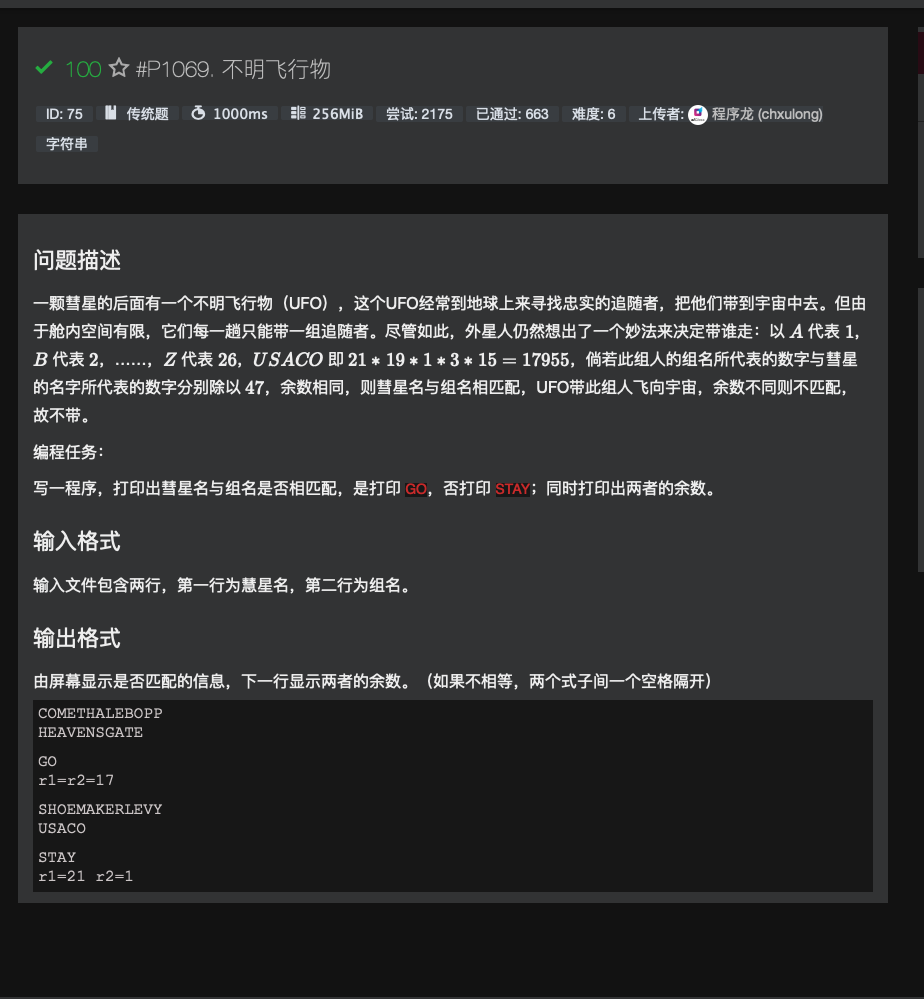 100 #P1069. 不明飞行物
ID: 75 传统题 1000ms 256MiB 尝试: 2175 已通过: 663 难度: 6 上传者: 程序龙 (chxulong)
字符串
问题描述
一颗彗星的后面有一个不明飞行物（UFO），这个UFO经常到地球上来寻找忠实的追随者，把他们带到宇宙中去。但由
于舱内空间有限，它们每一趟只能带一组追随者。尽管如此，外星人仍然想出了一个妙法来决定带谁走：以 A 代表 1，
B 代表 2，……，Z 代表 26，USACO 即 21 * 19 * 1 * 3 * 15 = 17955，倘若此组人的组名所代表的数字与彗星
的名字所代表的数字分别除以 47，余数相同，则彗星名与组名相匹配，UFO带此组人飞向宇宙，余数不同则不匹配，
故不带。
编程任务：
写一程序，打印出彗星名与组名是否相匹配，是打印 GO，否打印 STAY；同时打印出两者的余数。
输入格式
输入文件包含两行，第一行为慧星名，第二行为组名。
输出格式
由屏幕显示是否匹配的信息，下一行显示两者的余数。（如果不相等，两个式子间一个空格隔开）
COMETHALEBOPP
HEAVENSGATE
GO
r1=r2=17
SHOEMAKERLEVY
USACO
STAY
r1=21 r2=1